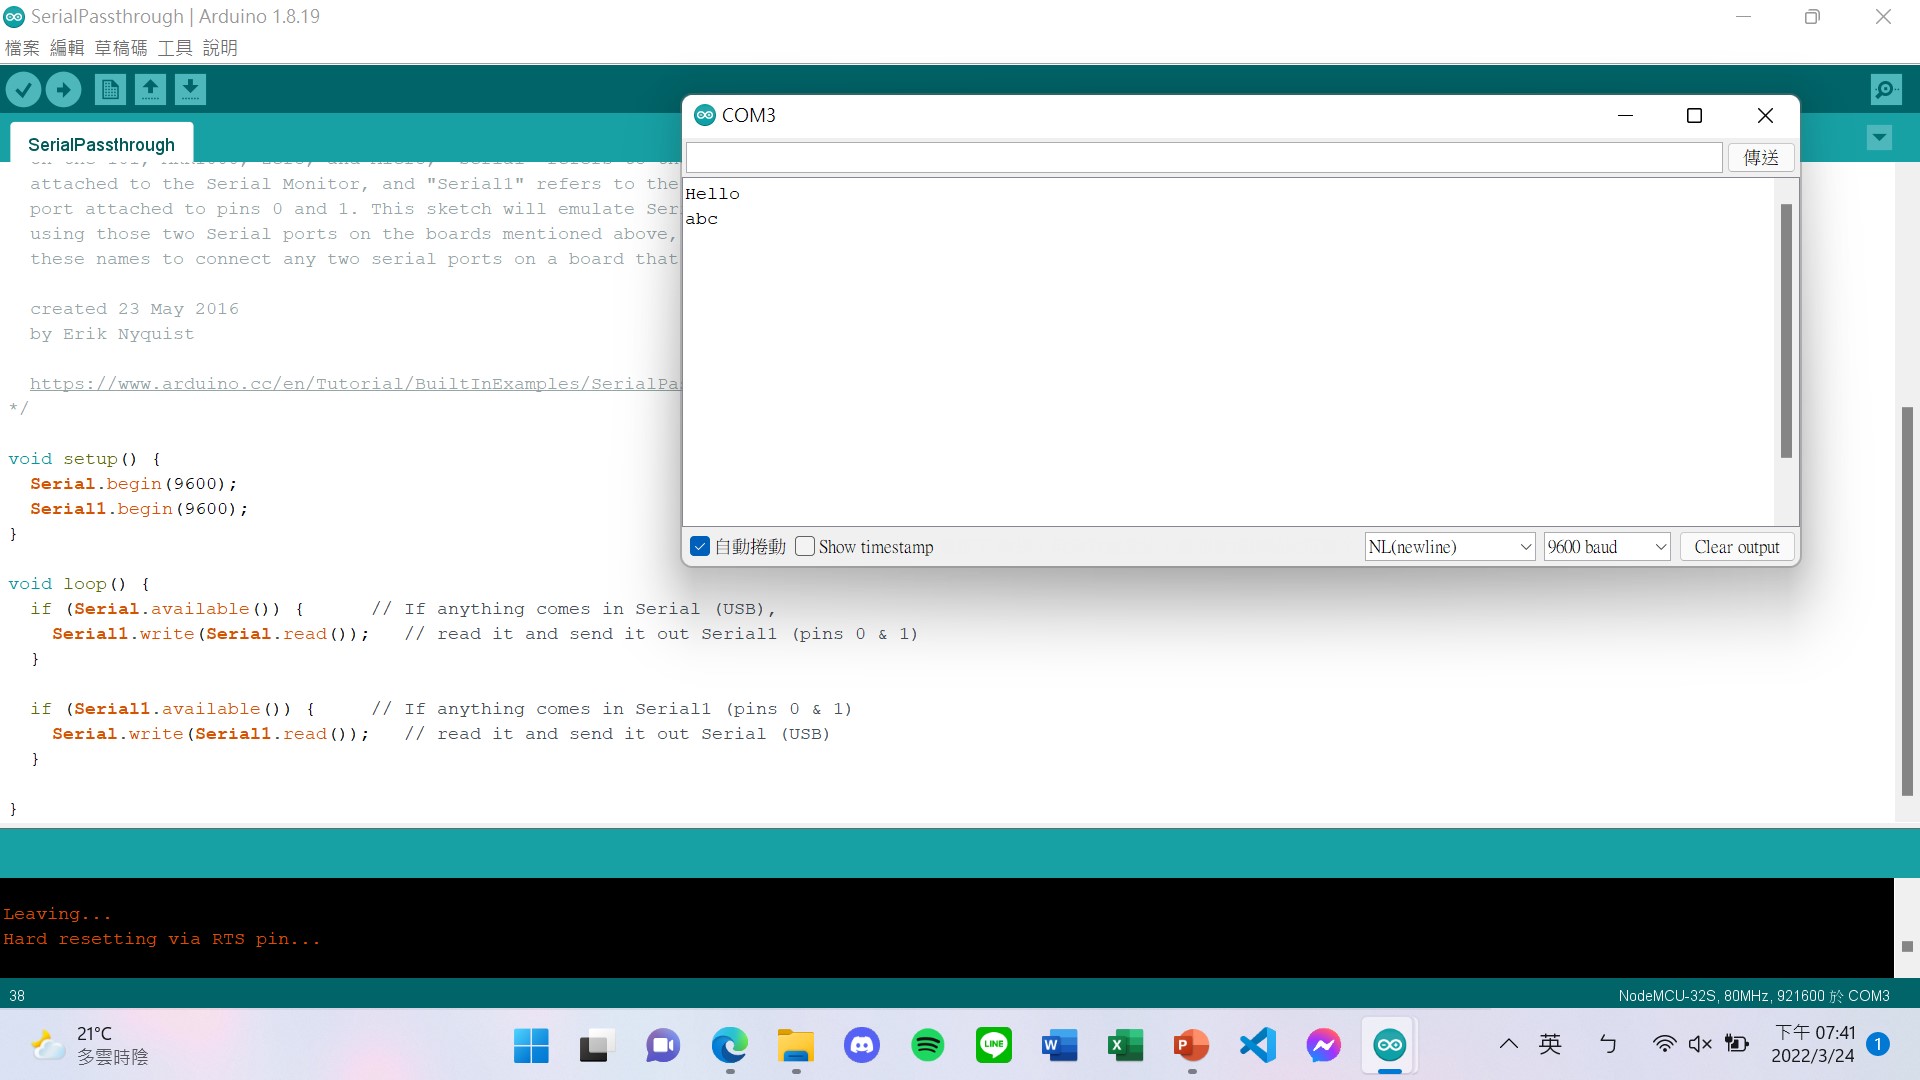 SerialPassthrough | Arduino 1.8.19
檔案 編輯 草稿碼 工具 說明
SerialPassthrough
attached to the Serial Monitor, and "Serial1" refers to the
port attached to pins 0 and 1. This sketch will emulate Ser
using those two Serial ports on the boards mentioned above,
these names to connect any two serial ports on a board that
created 23 May 2016
by Erik Nyquist
https://www.arduino.cc/en/Tutorial/BuiltInExamples/SerialPas
*/
void setup() {
Serial.begin(9600);
Serial1.begin(9600);
}
void loop() {
if (Serial.available()) {      // If anything comes in Serial (USB),
Serial1.write(Serial.read());   // read it and send it out Serial1 (pins 0 & 1)
}
if (Serial1.available()) {     // If anything comes in Serial1 (pins 0 & 1)
Serial.write(Serial1.read());   // read it and send it out Serial (USB)
}
}
COM3
傳送
Hello
abc
自動捲動 Show timestamp
NL(newline)
9600 baud
Clear output
Leaving...
Hard resetting via RTS pin...
38
NodeMCU-32S, 80MHz, 921600 於 COM3
21°C
多雲時陰
LINE
W
X
P
英
ㄅ
下午 07:41
2022/3/24
1